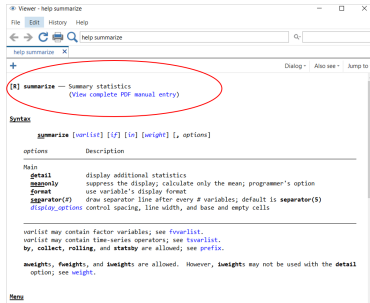 Viewer - help summarize
File Edit History Help
help summarize
help summarize ×
+ Dialog Also see Jump to
[R] summarize — Summary statistics
(View complete PDF manual entry)
Syntax
summarize [varlist] [if] [in] [weight] [, options]
options Description
Main
detail display additional statistics
meanonly suppress the display; calculate only the mean; programmer's option
format use variable's display format
separator(#) draw separator line after every # variables; default is separator(5)
display_options control spacing, line width, and base and empty cells
varlist may contain factor variables; see fvvarlist.
varlist may contain time-series operators; see tsvarlist.
by, collect, rolling, and statsby are allowed; see prefix.
aweights, fweights, and iweights are allowed. However, iweights may not be used with the detail
option; see weight.
Menu